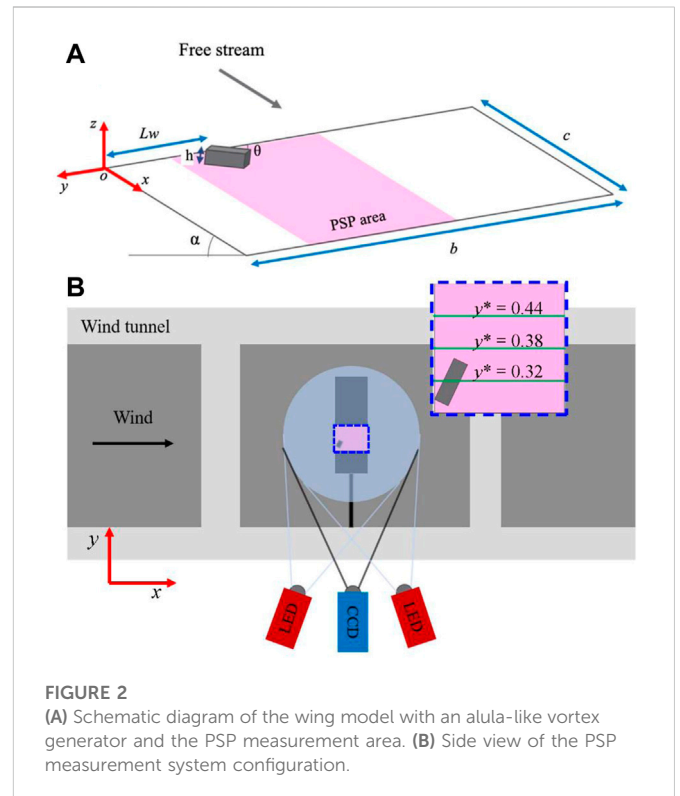 A
Free stream
Lw
z
h
θ
c
y
o
x
PSP area
α
b
B
Wind tunnel
y* = 0.44
y* = 0.38
y* = 0.32
Wind
y
x
LED
CCD
LED
FIGURE 2
(A) Schematic diagram of the wing model with an alula-like vortex
generator and the PSP measurement area. (B) Side view of the PSP
measurement system configuration.